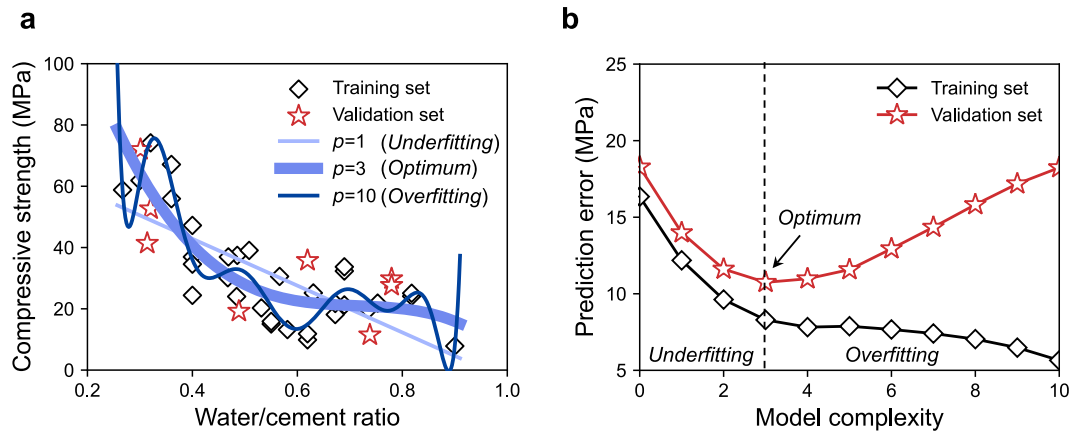 a
Compressive strength (MPa)
100
80
60
40
20
0
0.2
0.4
0.6
0.8
1.0
Water/cement ratio
Training set
Validation set
p=1 (Underfitting)
p=3 (Optimum)
p=10 (Overfitting)
b
Prediction error (MPa)
25
20
15
10
5
0
2
4
6
8
10
Model complexity
Training set
Validation set
Optimum
Underfitting
Overfitting